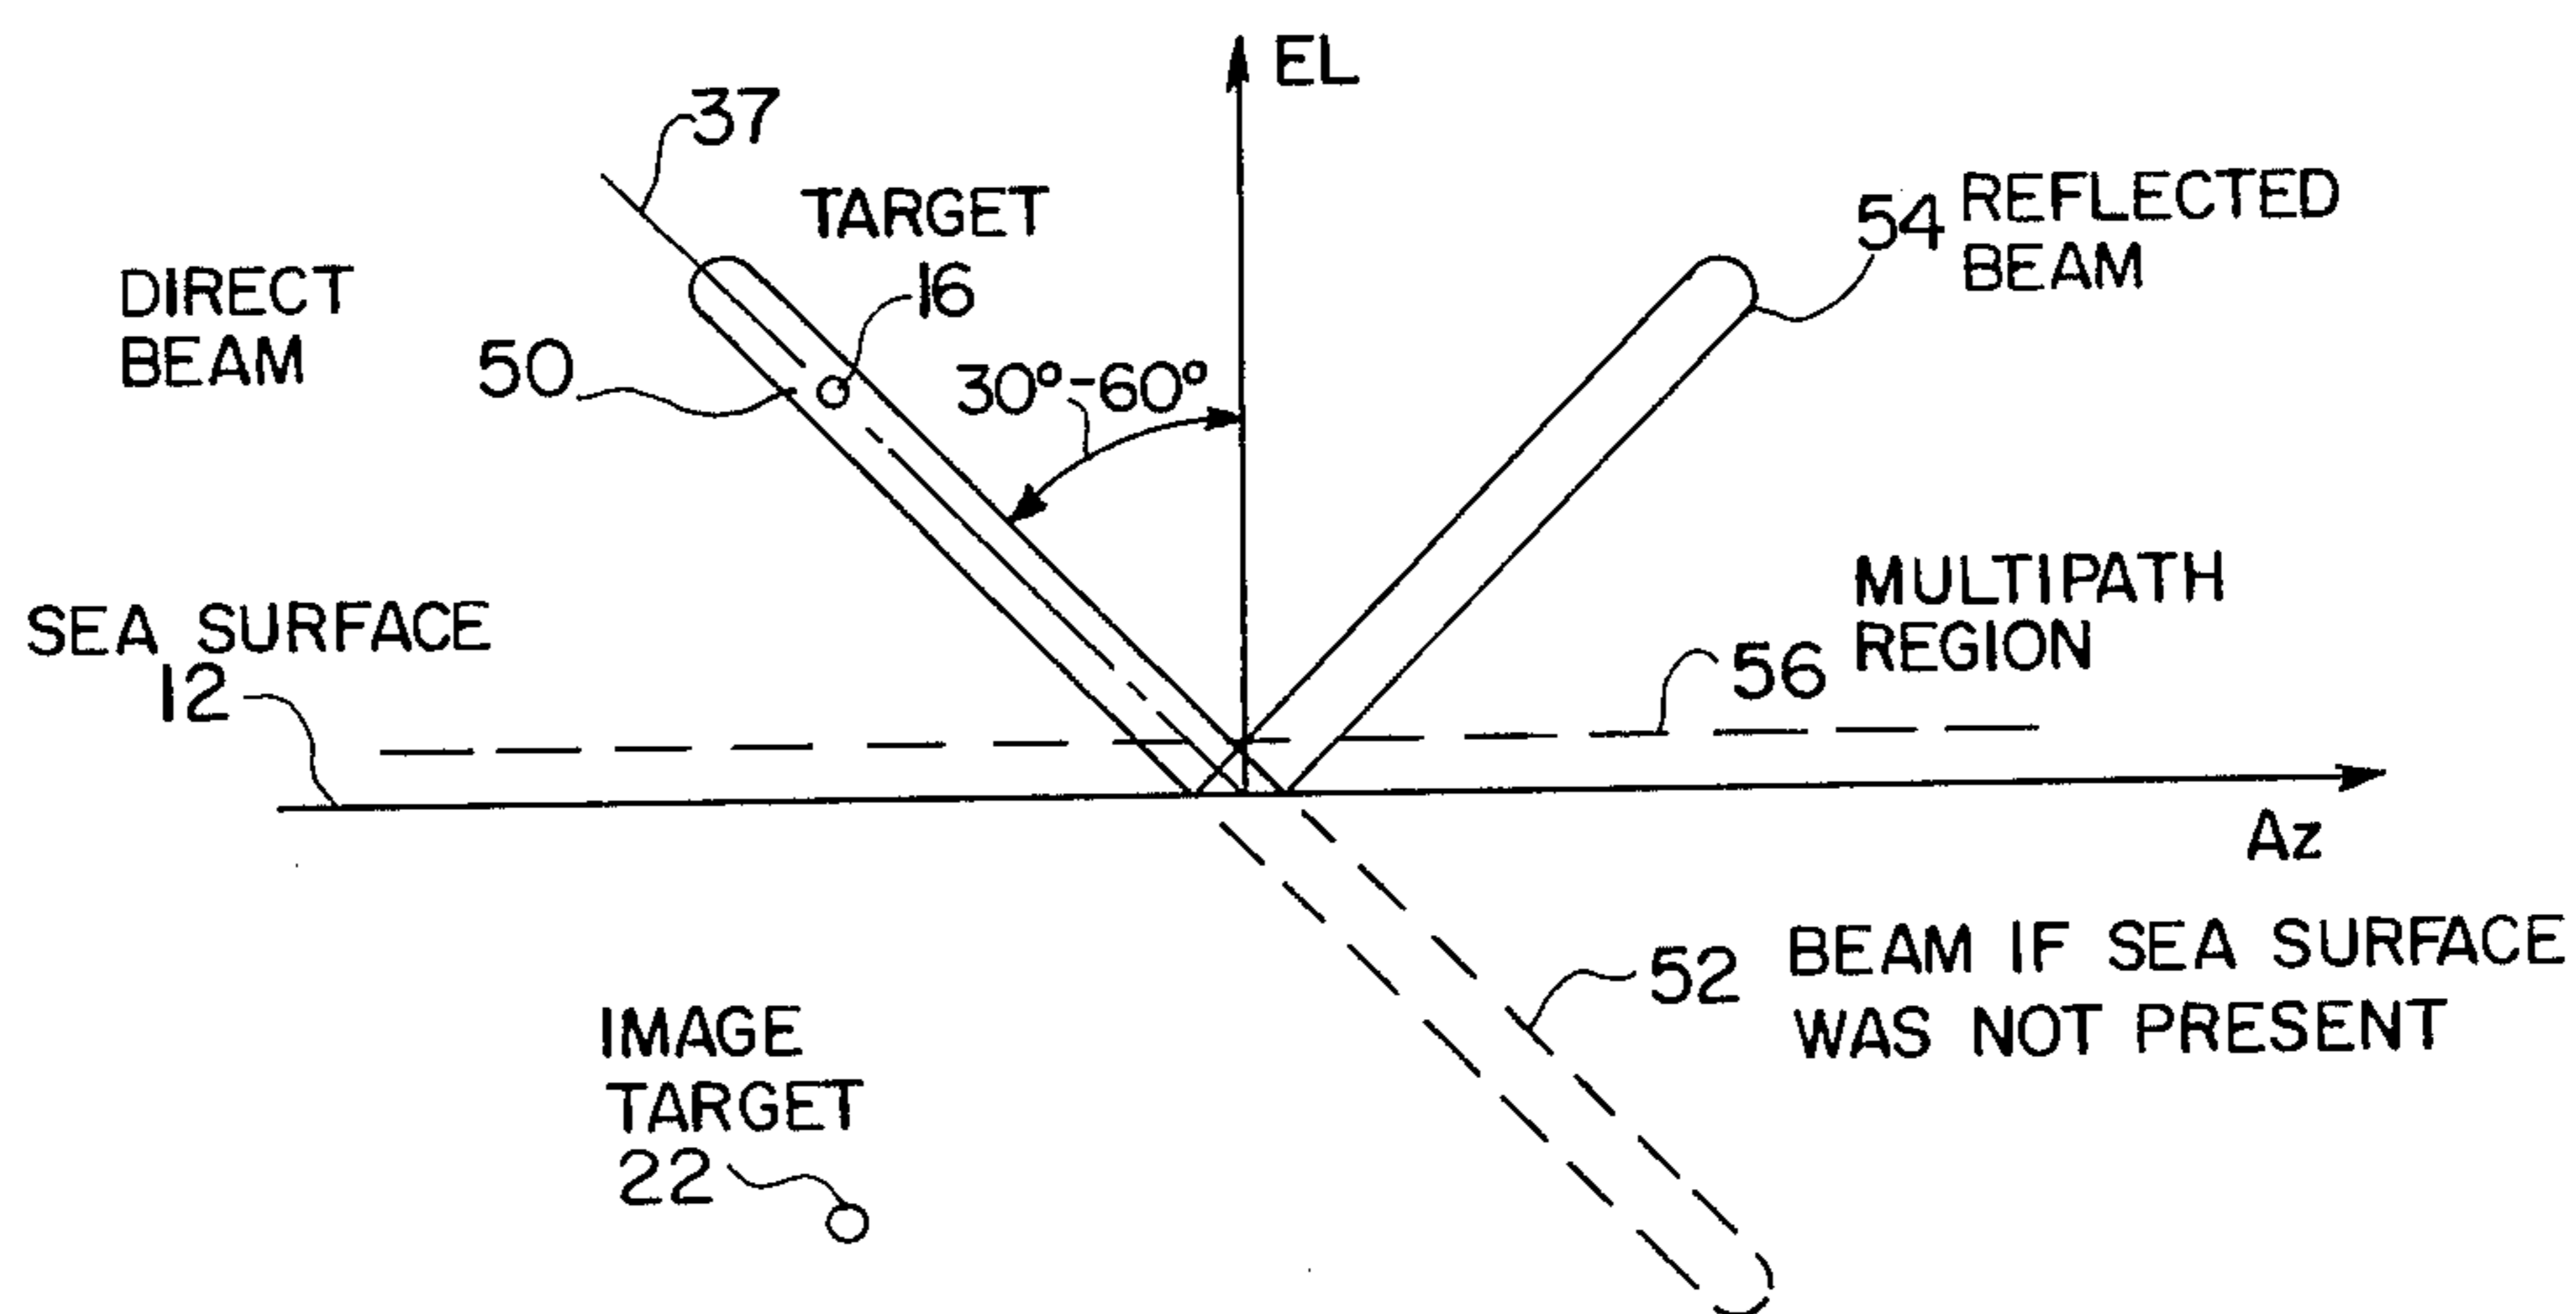 EL
37
TARGET
16
DIRECT
BEAM
50
30°-60°
54 REFLECTED
BEAM
SEA SURFACE
12
MULTIPATH
56 REGION
Az
52 BEAM IF SEA SURFACE
WAS NOT PRESENT
IMAGE
TARGET
22